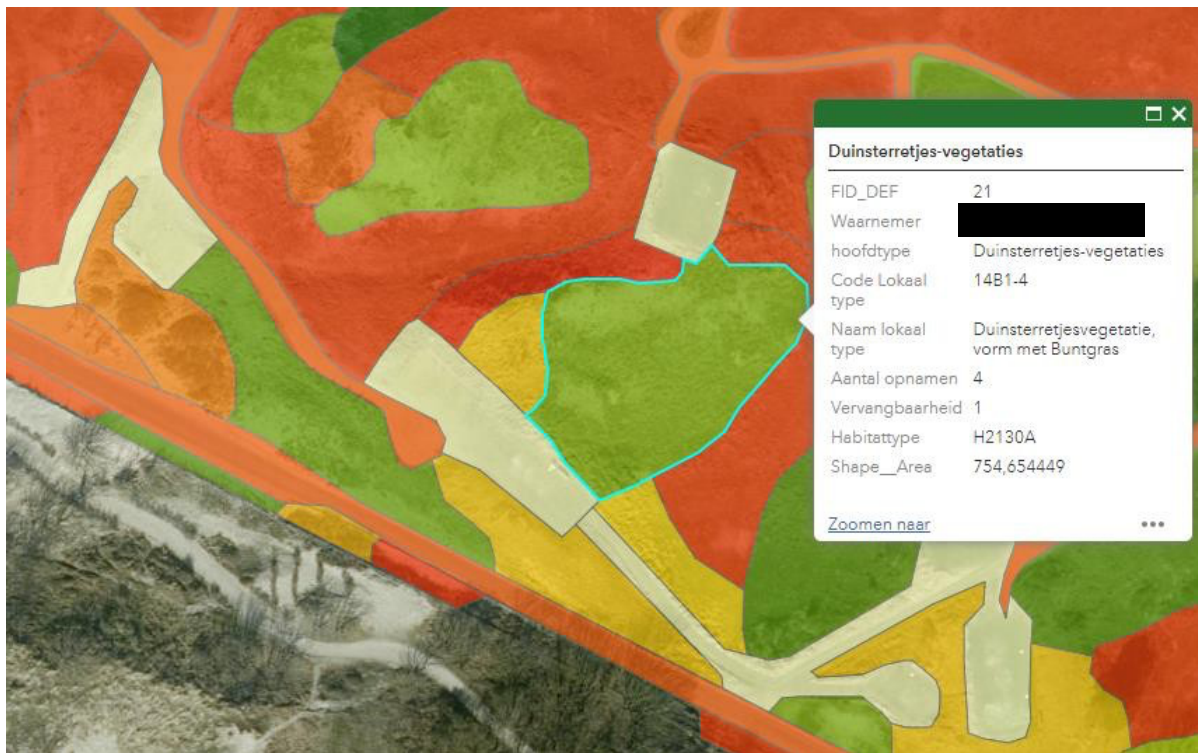 Duinsterretjes-vegetaties
FID_DEF 21
Waarnemer
hoofdtype Duinsterretjes-vegetaties
Code Lokaal type 14B1-4
Naam lokaal type Duinsterretjesvegetatie, vorm met Buntgras
Aantal opnamen 4
Vervangbaarheid 1
Habitattype H2130A
Shape__Area 754,654449
Zoomen naar